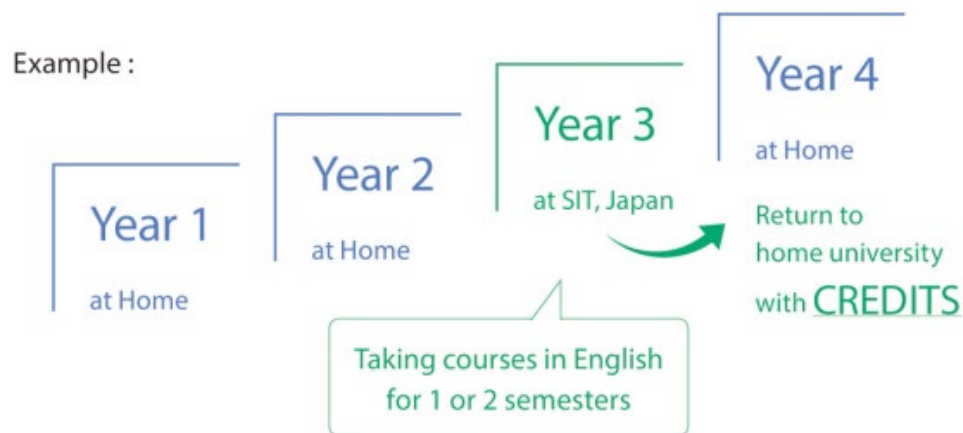 Example :
Year 1
at Home
Year 2
at Home
Year 3
at SIT, Japan
Taking courses in English
for 1 or 2 semesters
Year 4
at Home
Return to
home university
with CREDITS